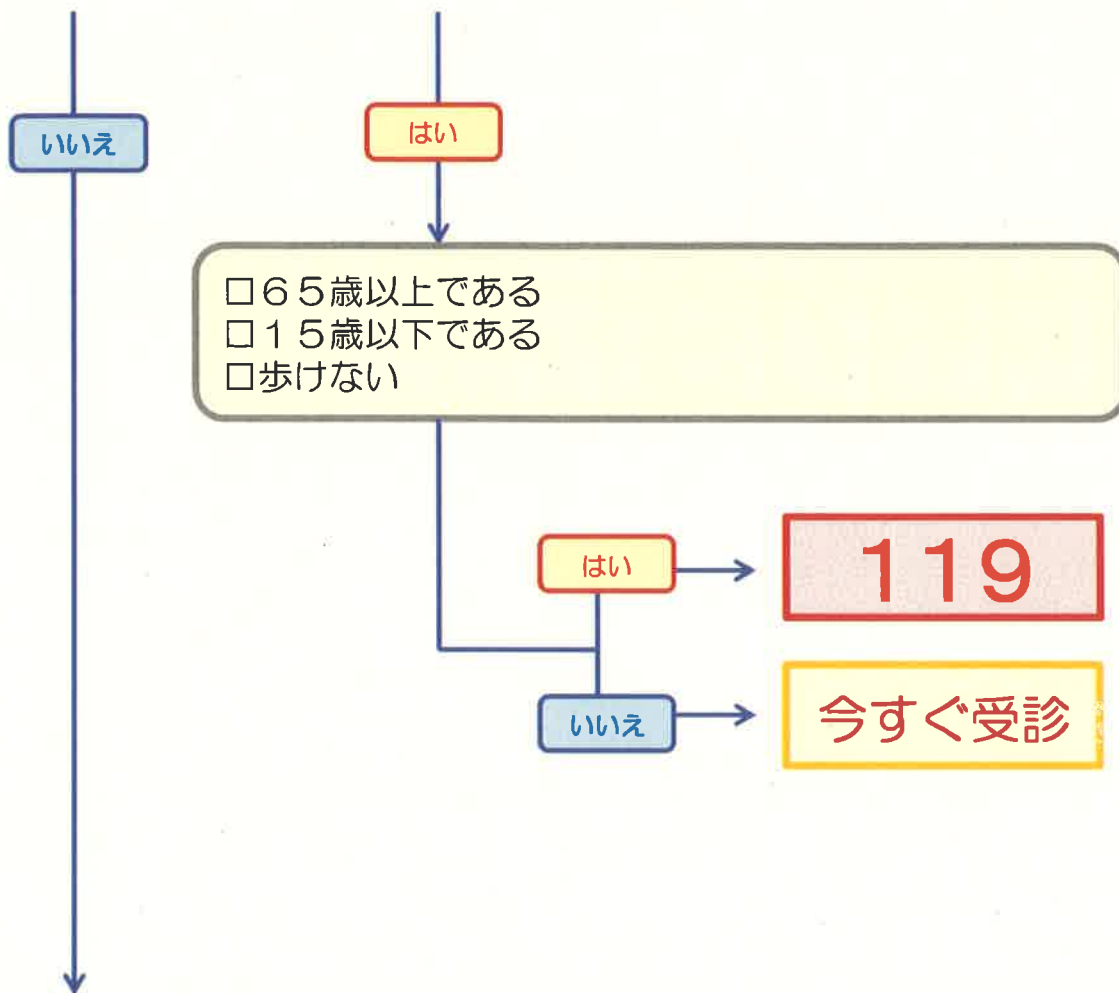 いいえ
はい
□65歳以上である
□15歳以下である
□歩けない
はい
119
いいえ
今すぐ受診